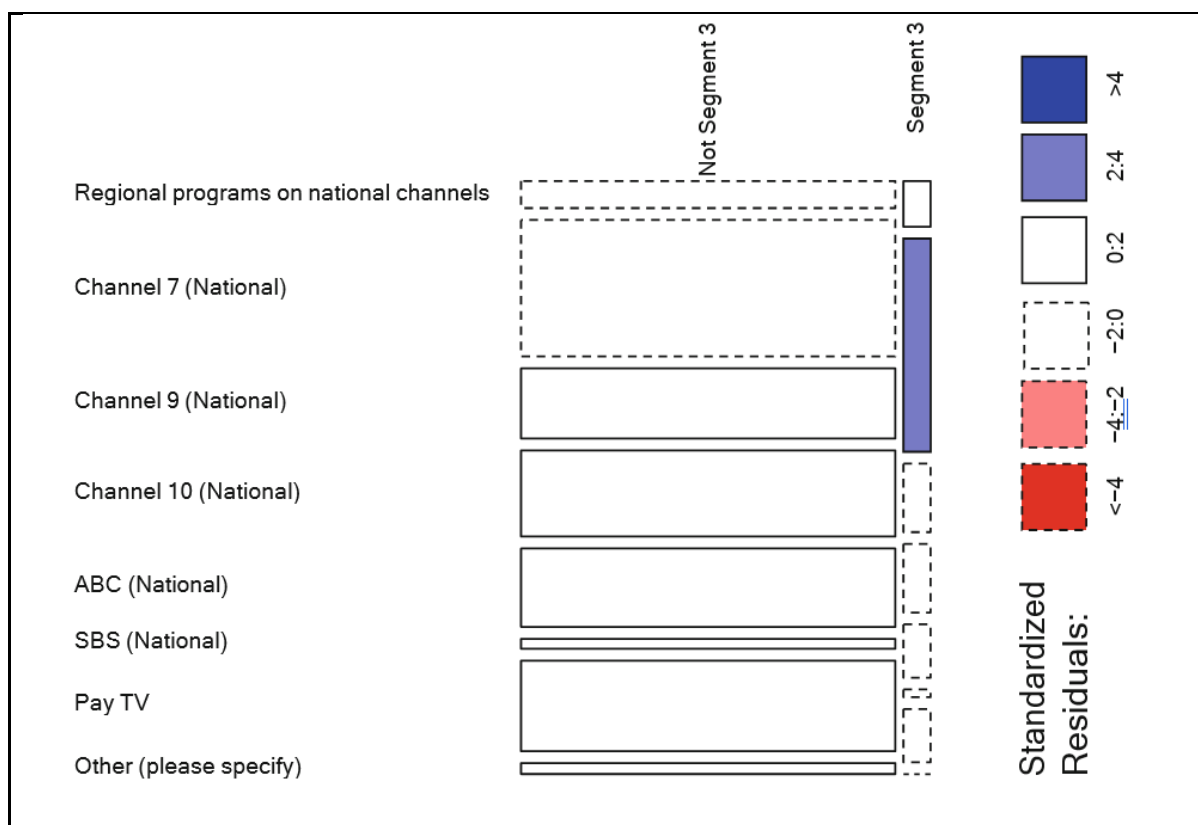 Not Segment 3
Segment 3
Regional programs on national channels
Channel 7 (National)
Channel 9 (National)
Channel 10 (National)
ABC (National)
SBS (National)
Pay TV
Other (please specify)
>4
2:4
0:2
−2:0
−4:−2
<−4
Standardized
Residuals: